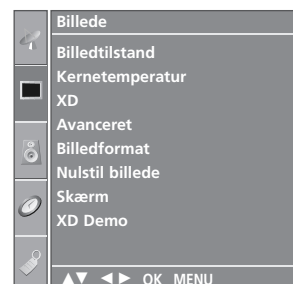 Billede
Billedtilstand
Kernetemperatur
XD
Avanceret
Billedformat
Nulstil billede
Skærm
XD Demo
▲▼ ◄► OK MENU